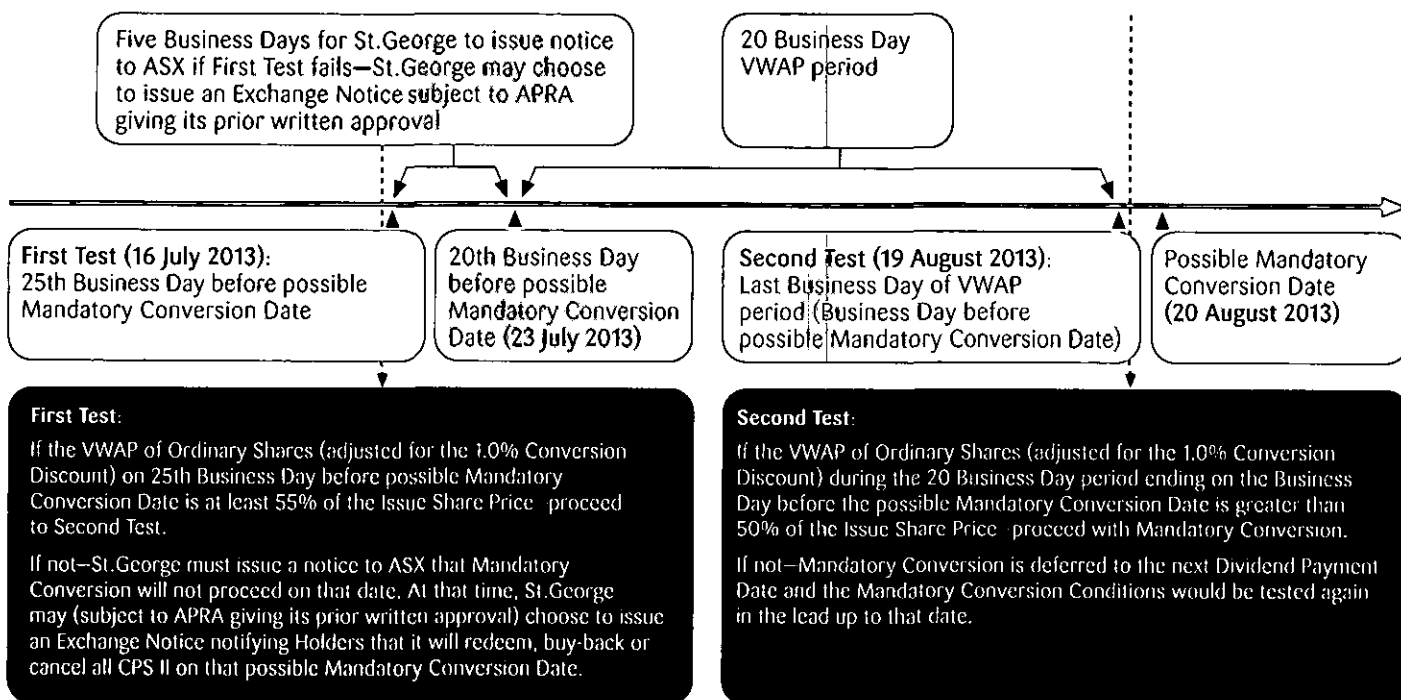 Five Business Days for St.George to issue notice
to ASX if First Test fails—St.George may choose
to issue an Exchange Notice subject to APRA
giving its prior written approval
20 Business Day
VWAP period
First Test (16 July 2013):
25th Business Day before possible
Mandatory Conversion Date
20th Business Day
before possible
Mandatory Conversion
Date (23 July 2013)
Second Test (19 August 2013):
Last Business Day of VWAP
period (Business Day before
possible Mandatory Conversion Date)
Possible Mandatory
Conversion Date
(20 August 2013)
First Test:
If the VWAP of Ordinary Shares (adjusted for the 1.0% Conversion
Discount) on 25th Business Day before possible Mandatory
Conversion Date is at least 55% of the Issue Share Price–proceed
to Second Test.
If not—St.George must issue a notice to ASX that Mandatory
Conversion will not proceed on that date. At that time, St.George
may (subject to APRA giving its prior written approval) choose to issue
an Exchange Notice notifying Holders that it will redeem, buy-back or
cancel all CPS II on that possible Mandatory Conversion Date.
Second Test:
If the VWAP of Ordinary Shares (adjusted for the 1.0% Conversion
Discount) during the 20 Business Day period ending on the Business
Day before the possible Mandatory Conversion Date is greater than
50% of the Issue Share Price–proceed with Mandatory Conversion.
If not—Mandatory Conversion is deferred to the next Dividend Payment
Date and the Mandatory Conversion Conditions would be tested again
in the lead up to that date.